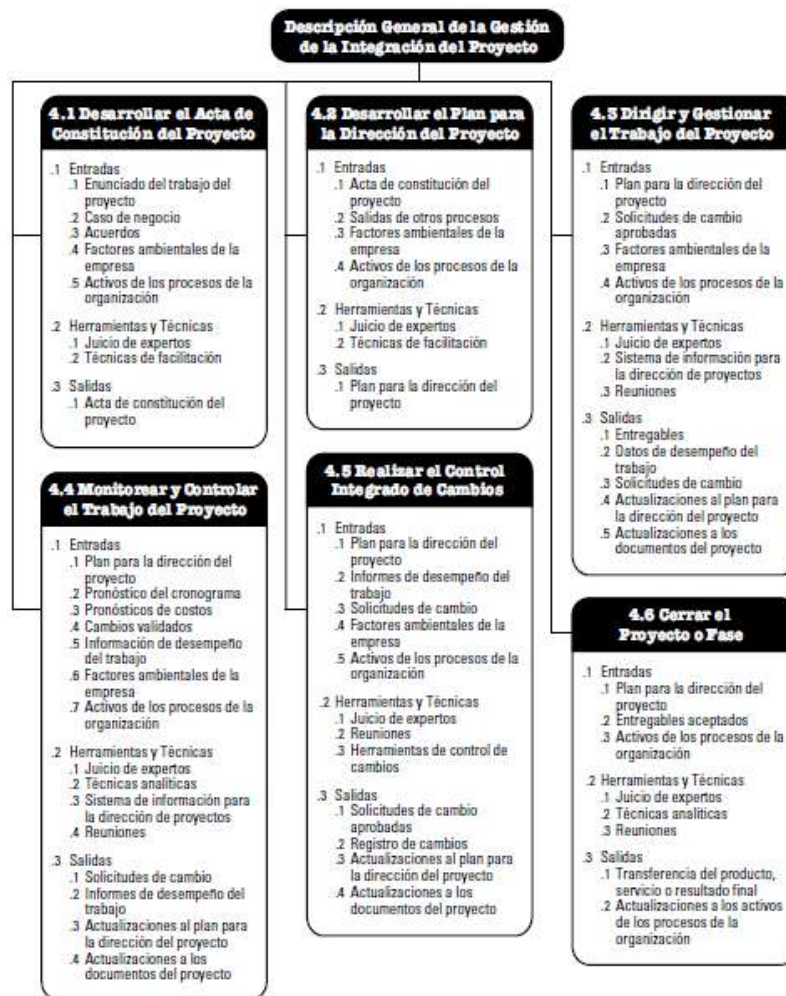 Descripción General de la Gestión
de la Integración del Proyecto
4.1 Desarrollar el Acta de
Constitución del Proyecto
.1 Entradas
.1 Enunciado del trabajo del
proyecto
.2 Caso de negocio
.3 Acuerdos
.4 Factores ambientales de la
empresa
.5 Activos de los procesos de la
organización
.2 Herramientas y Técnicas
.1 Juicio de expertos
.2 Técnicas de facilitación
.3 Salidas
.1 Acta de constitución del
proyecto
4.2 Desarrollar el Plan para
la Dirección del Proyecto
.1 Entradas
.1 Acta de constitución del
proyecto
.2 Salidas de otros procesos
.3 Factores ambientales de la
empresa
.4 Activos de los procesos de la
organización
.2 Herramientas y Técnicas
.1 Juicio de expertos
.2 Técnicas de facilitación
.3 Salidas
.1 Plan para la dirección del
proyecto
4.3 Dirigir y Gestionar
el Trabajo del Proyecto
.1 Entradas
.1 Plan para la dirección del
proyecto
.2 Solicitudes de cambio
aprobadas
.3 Factores ambientales de la
empresa
.4 Activos de los procesos de la
organización
.2 Herramientas y Técnicas
.1 Juicio de expertos
.2 Sistema de información para
la dirección de proyectos
.3 Reuniones
.3 Salidas
.1 Entregables
.2 Datos de desempeño del
trabajo
.3 Solicitudes de cambio
.4 Actualizaciones al plan para
la dirección del proyecto
.5 Actualizaciones a los
documentos del proyecto
4.4 Monitorear y Controlar
el Trabajo del Proyecto
.1 Entradas
.1 Plan para la dirección del
proyecto
.2 Pronóstico del cronograma
.3 Pronósticos de costos
.4 Cambios validados
.5 Información de desempeño
del trabajo
.6 Factores ambientales de la
empresa
.7 Activos de los procesos de la
organización
.2 Herramientas y Técnicas
.1 Juicio de expertos
.2 Técnicas analíticas
.3 Sistema de información para
la dirección de proyectos
.4 Reuniones
.3 Salidas
.1 Solicitudes de cambio
.2 Informes de desempeño del
trabajo
.3 Actualizaciones al plan para
la dirección del proyecto
.4 Actualizaciones a los
documentos del proyecto
4.5 Realizar el Control
Integrado de Cambios
.1 Entradas
.1 Plan para la dirección del
proyecto
.2 Informes de desempeño del
trabajo
.3 Solicitudes de cambio
.4 Factores ambientales de la
empresa
.5 Activos de los procesos de la
organización
.2 Herramientas y Técnicas
.1 Juicio de expertos
.2 Reuniones
.3 Herramientas de control de
cambios
.3 Salidas
.1 Solicitudes de cambio
aprobadas
.2 Registro de cambios
.3 Actualizaciones al plan para
la dirección del proyecto
.4 Actualizaciones a los
documentos del proyecto
4.6 Cerrar el
Proyecto o Fase
.1 Entradas
.1 Plan para la dirección del
proyecto
.2 Entregables aceptados
.3 Activos de los procesos de la
organización
.2 Herramientas y Técnicas
.1 Juicio de expertos
.2 Técnicas analíticas
.3 Reuniones
.3 Salidas
.1 Transferencia del producto,
servicio o resultado final
.2 Actualizaciones a los activos
de los procesos de la
organización